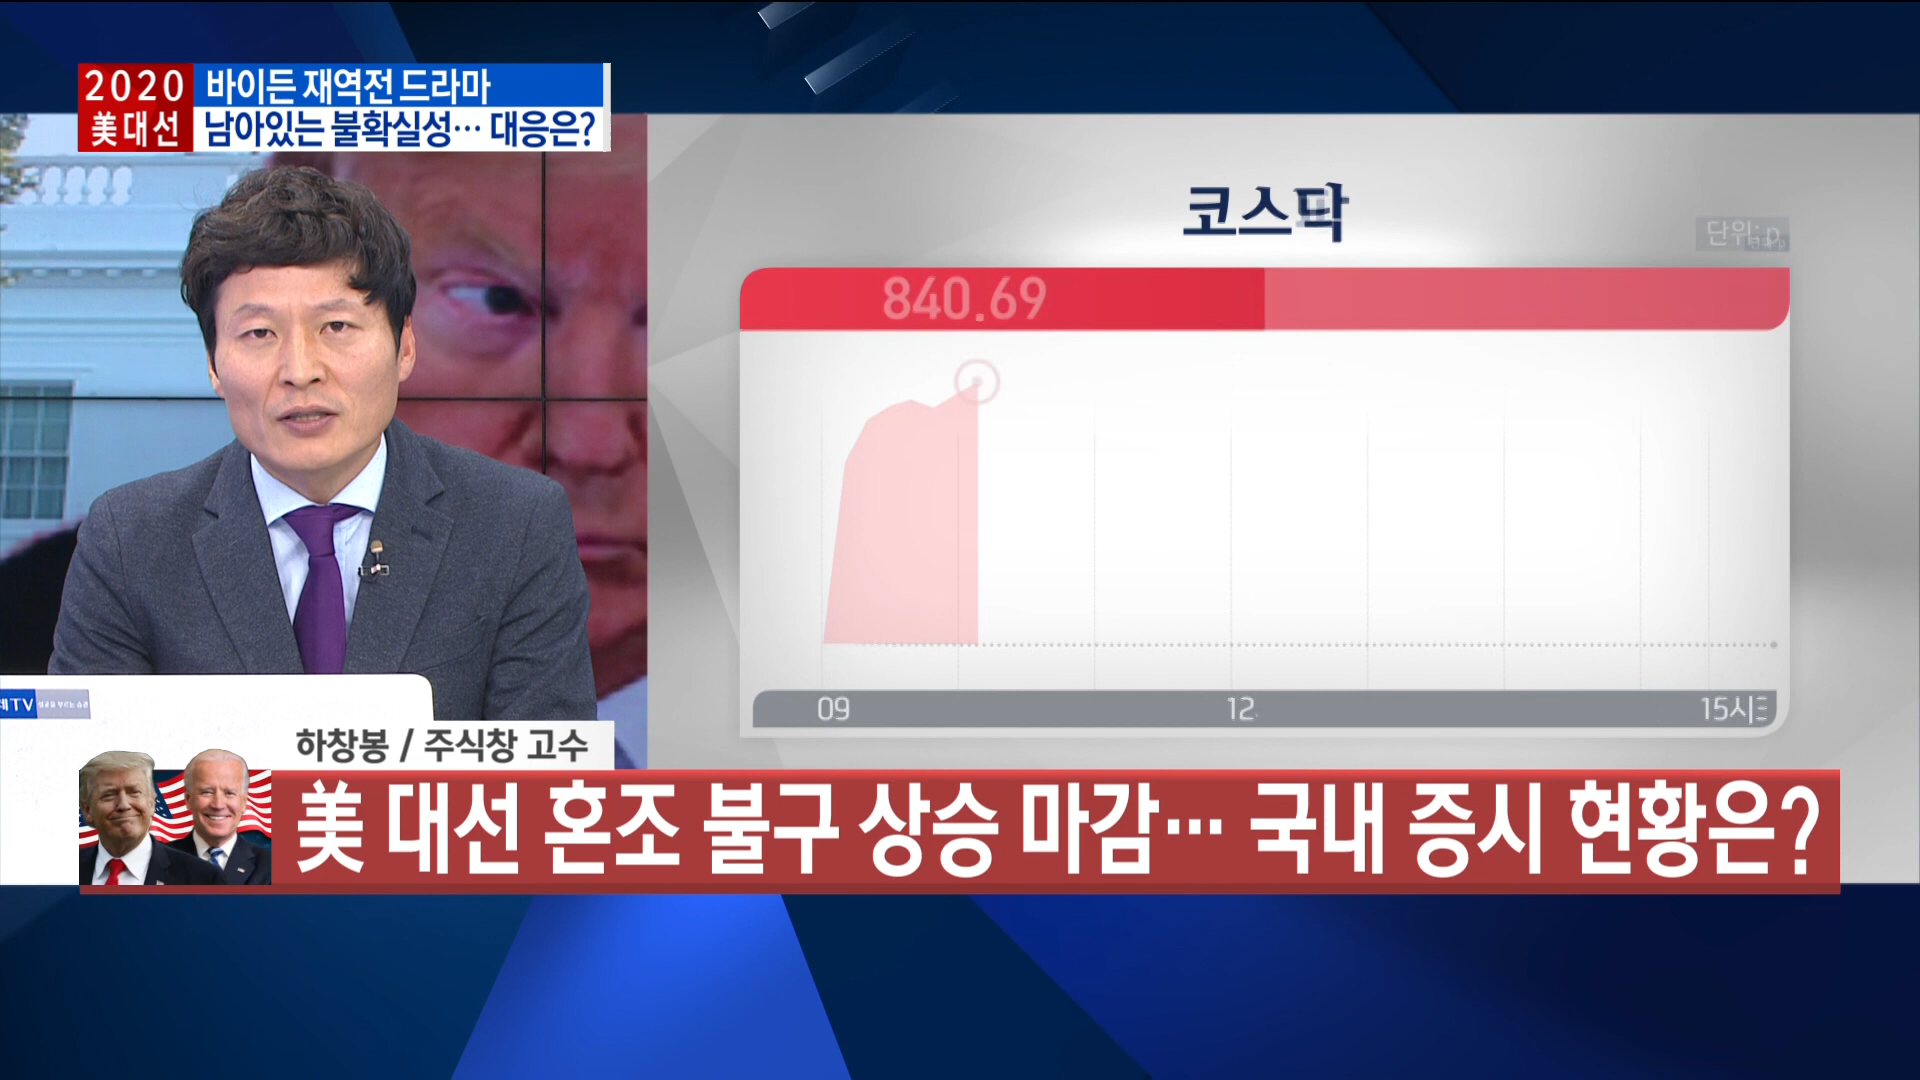 2020
美대선
바이든 재역전 드라마
남아있는 불확실성… 대응은?
코스닥
단위:p
840.69
09
12
15시
TV
하창봉 / 주식창 고수
美 대선 혼조 불구 상승 마감… 국내 증시 현황은?